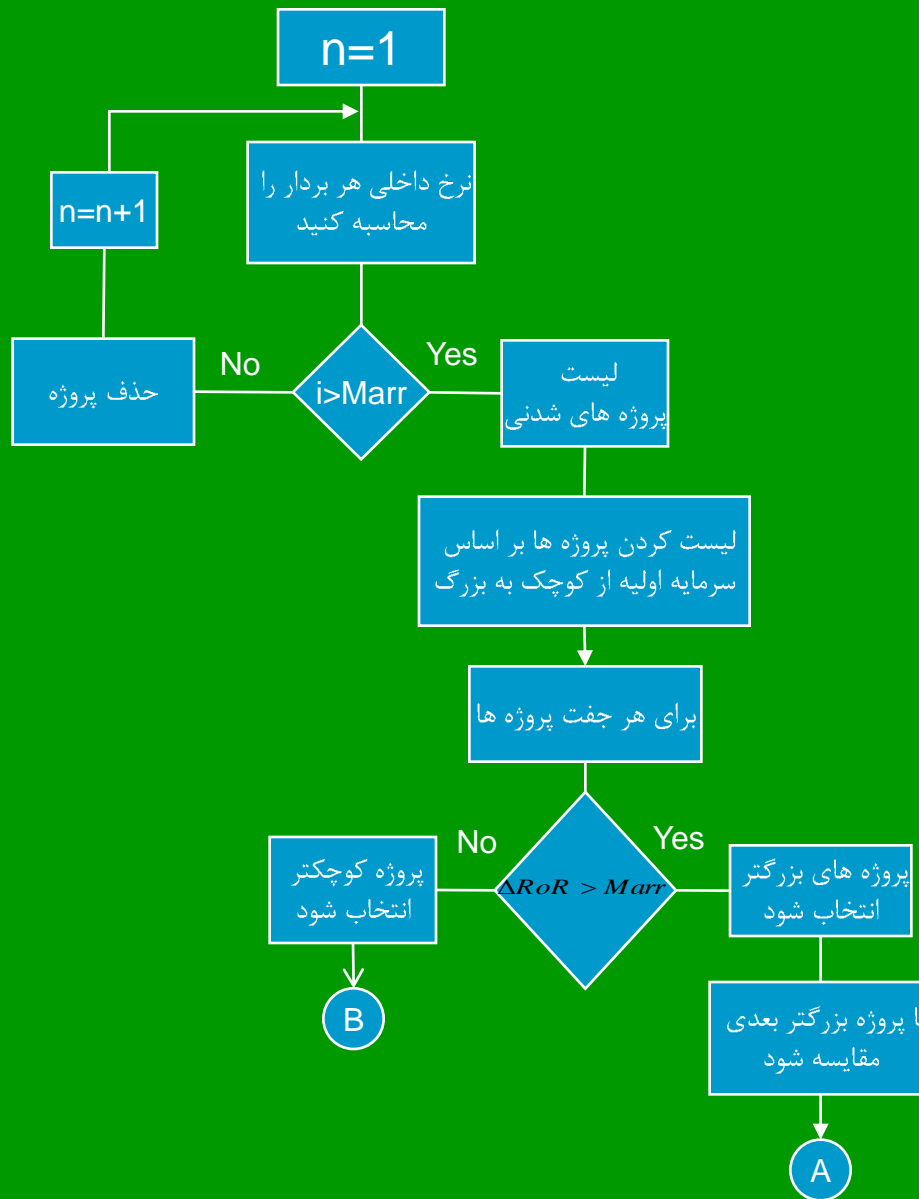 n=1
نرخ داخلی هر بردار را
محاسبه کنید
n=n+1
No
Yes
i>Marr
حذف پروژه
لیست
پروژه های شدنی
لیست کردن پروژه ها بر اساس
سرمایه اولیه از کوچک به بزرگ
برای هر جفت پروژه ها
No
Yes
ΔRoR > Marr
پروژه کوچکتر
انتخاب شود
پروژه های بزرگتر
انتخاب شود
B
پروژه بزرگتر بعدی
مقایسه شود
A